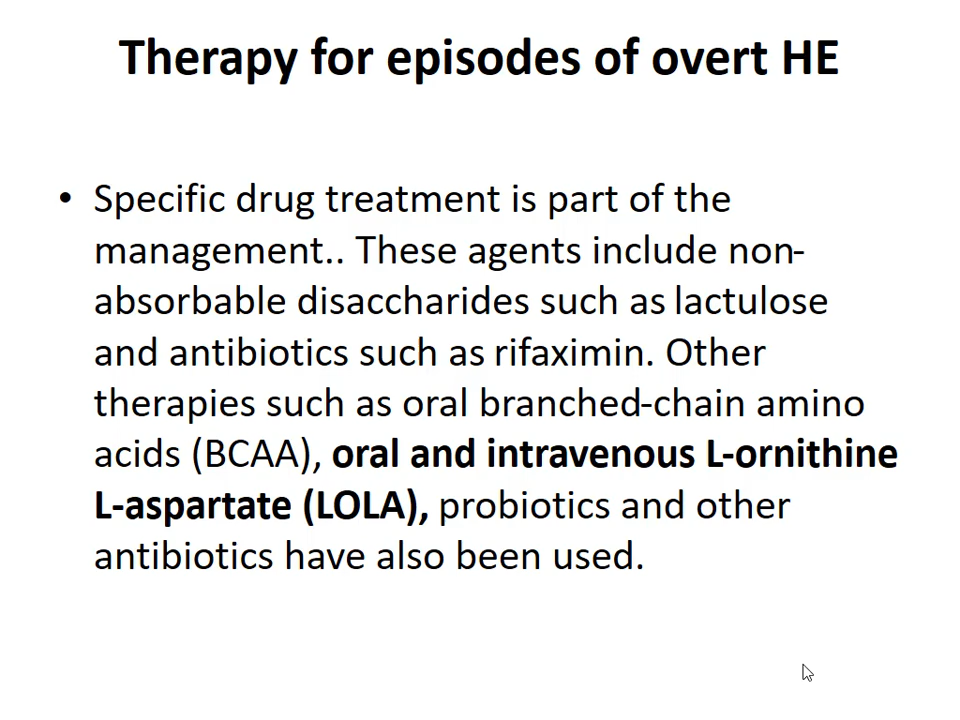 Therapy for episodes of overt HE
• Specific drug treatment is part of the
management.. These agents include non-
absorbable disaccharides such as lactulose
and antibiotics such as rifaximin. Other
therapies such as oral branched-chain amino
acids (BCAA), oral and intravenous L-ornithine
L-aspartate (LOLA), probiotics and other
antibiotics have also been used.